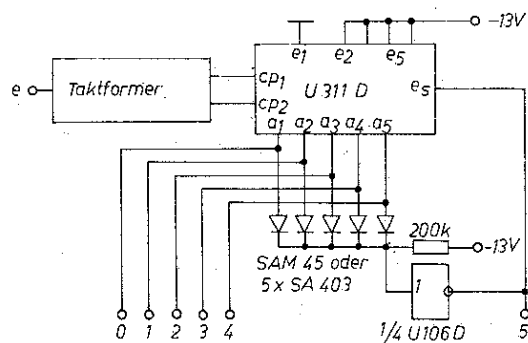 -13V
e1 e2 e5
e Taktformer cp1 U 311 D es
cp2
a1 a2 a3 a4 a5
200k
-13V
SAM 45 oder
5 x SA 403
1
0 1 2 3 4 1/4 U106D 5